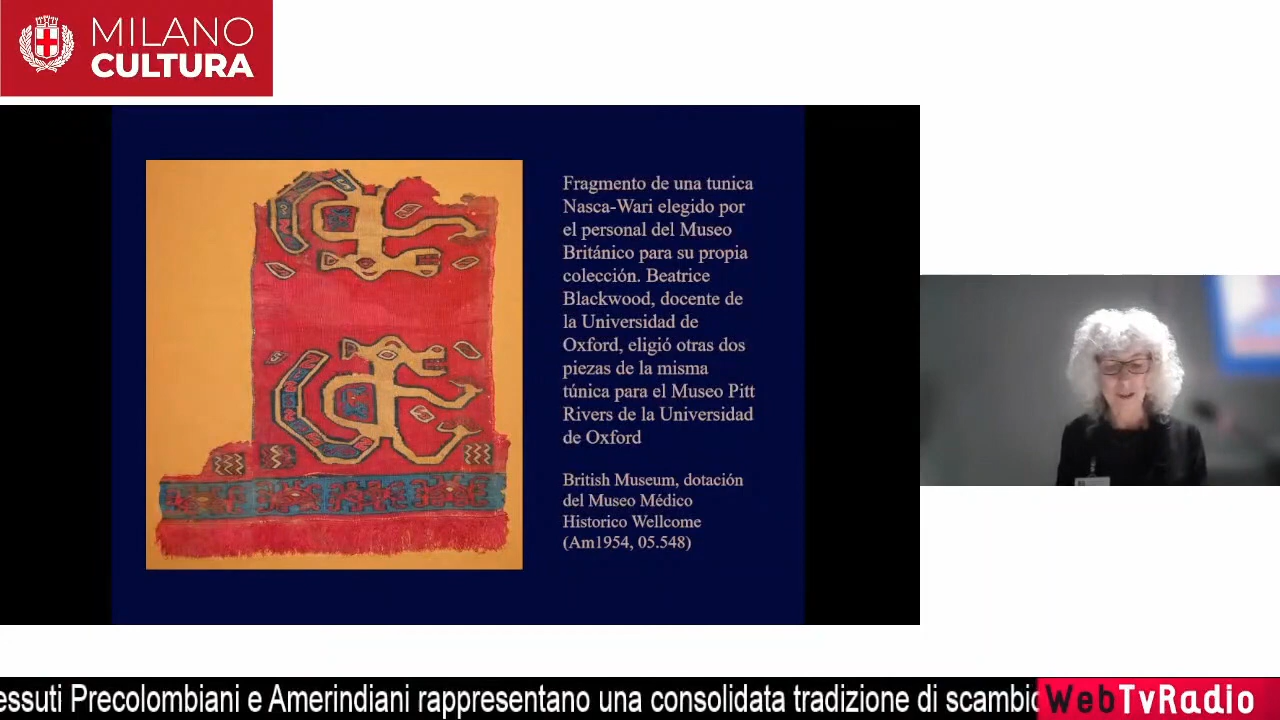 MILANO
CULTURA
Fragmento de una tunica
Nasca-Wari elegido por
el personal del Museo
Británico para su propia
colección. Beatrice
Blackwood, docente de
la Universidad de
Oxford, eligió otras dos
piezas de la misma
túnica para el Museo Pitt
Rivers de la Universidad
de Oxford
British Museum, dotación
del Museo Médico
Historico Wellcome
(Am1954, 05.548)
essuti Precolombiani e Amerindiani rappresentano una consolidata tradizione di scambio
WebTvRadio